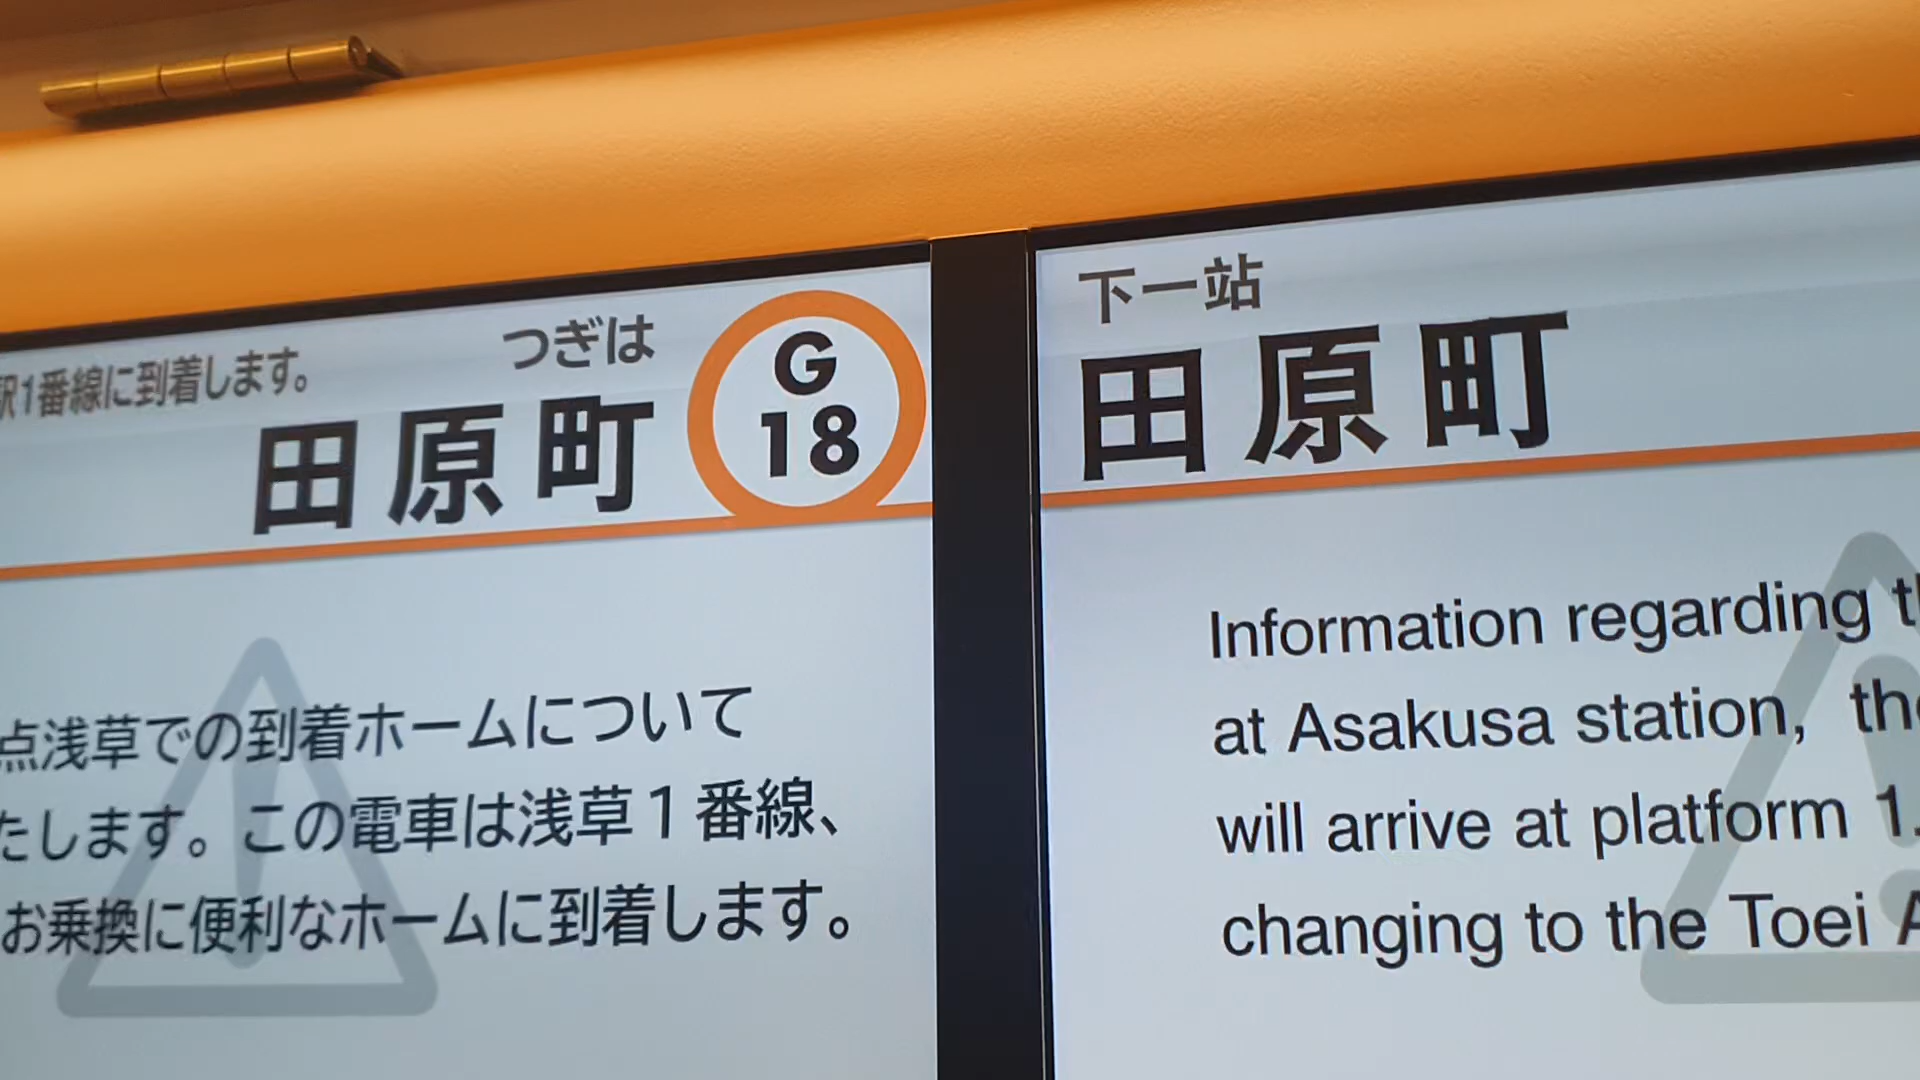 駅1番線に到着します。
つぎは
田原町
G
18
点浅草での到着ホームについて
たします。この電車は浅草1番線、
お乗換に便利なホームに到着します。
下一站
田原町
Information regarding
at Asakusa station,
will arrive at platform 1.
changing to the Toei